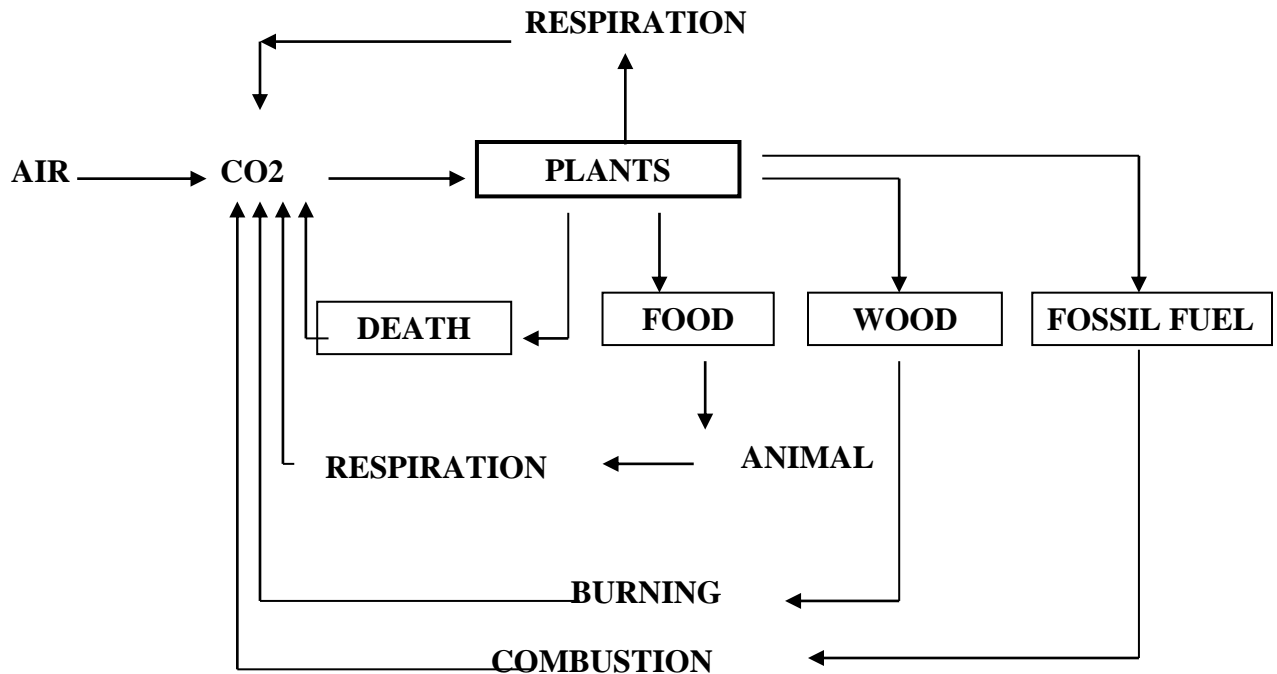 RESPIRATION
AIR
CO2
PLANTS
DEATH
FOOD
WOOD
FOSSIL FUEL
RESPIRATION
ANIMAL
BURNING
COMBUSTION